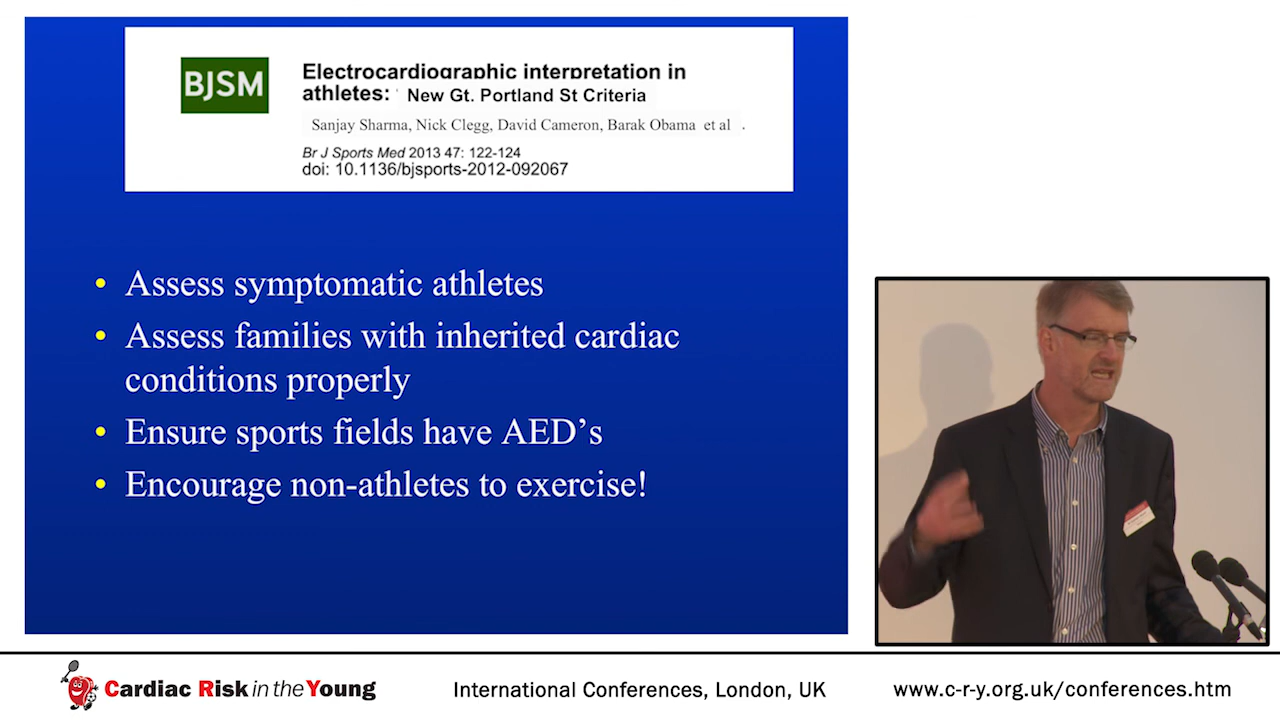 BJSM
Electrocardiographic interpretation in
athletes: New Gt. Portland St Criteria
Sanjay Sharma, Nick Clegg, David Cameron, Barak Obama et al .
Br J Sports Med 2013 47: 122-124
doi: 10.1136/bjsports-2012-092067
• Assess symptomatic athletes
• Assess families with inherited cardiac
conditions properly
• Ensure sports fields have AED’s
• Encourage non-athletes to exercise!
Cardiac Risk in the Young
International Conferences, London, UK
www.c-r-y.org.uk/conferences.htm